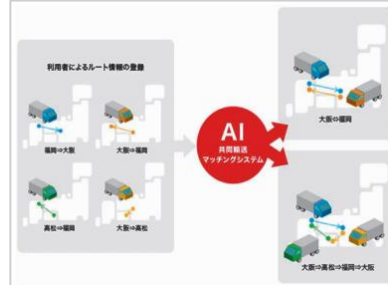 利用者によるルート情報の登録
福岡⇒大阪
大阪⇒福岡
高松⇒福岡
大阪⇒高松
AI
共同輸送
マッチングシステム
大阪⇔福岡
大阪⇒高松⇒福岡⇒大阪